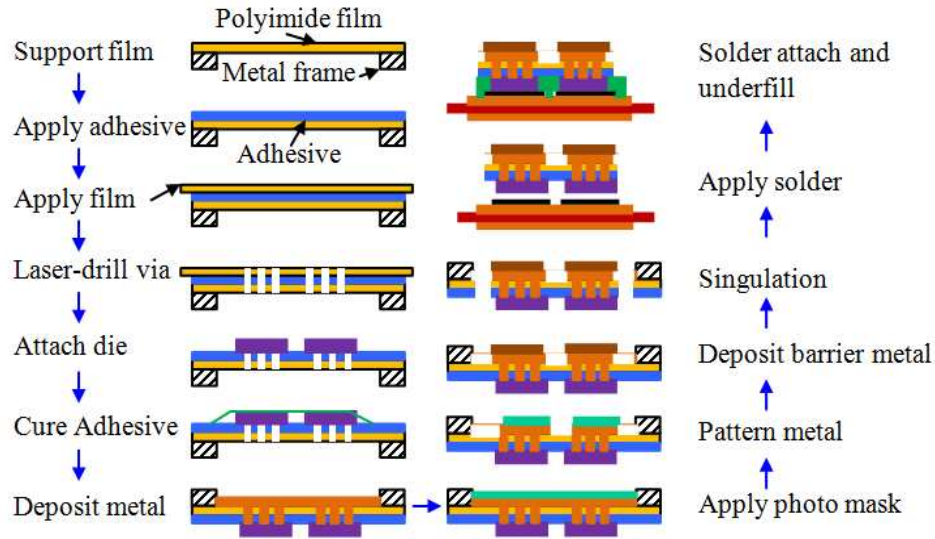 Support film
Polyimide film
Metal frame
Apply adhesive
Adhesive
Apply film
Laser-drill via
Attach die
Cure Adhesive
Deposit metal
Apply photo mask
Pattern metal
Deposit barrier metal
Singulation
Apply solder
Solder attach and
underfill